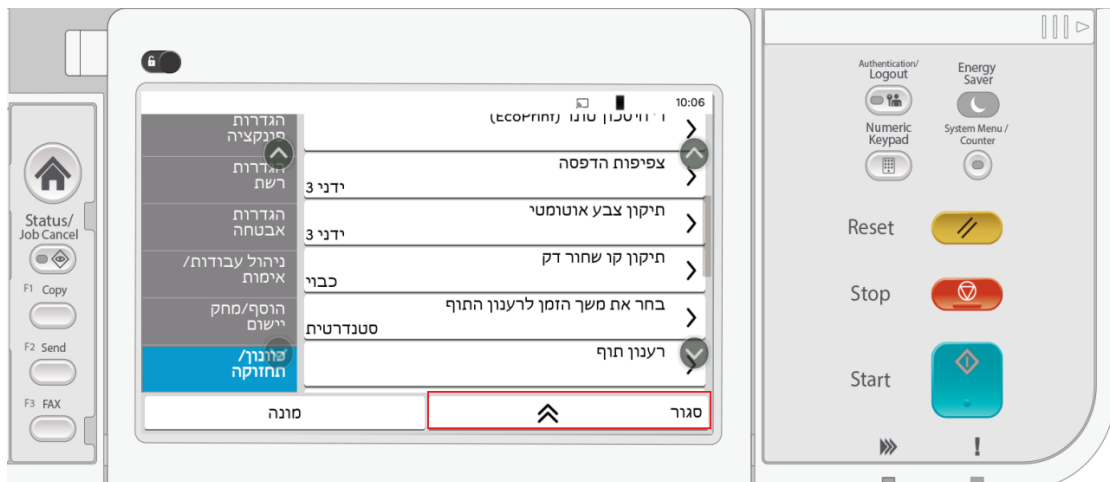 10:06
הגדרות
פונקציה
הגדרות
רשת
הגדרות
אבטחה
ניהול עבודות/
אימות
הוסף/מחק
יישום
כוונון/
תחזוקה
(EcoPrint)
צפיפות הדפסה
ידני 3
תיקון צבע אוטומטי
ידני 3
תיקון קו שחור דק
כבוי
בחר את משך הזמן לרענון התוף
סטנדרטית
רענון תוף
סגור
מונה
Status/
Job Cancel
F1 Copy
F2 Send
F3 FAX
Authentication/
Logout
Energy
Saver
Numeric
Keypad
System Menu /
Counter
Reset
Stop
Start